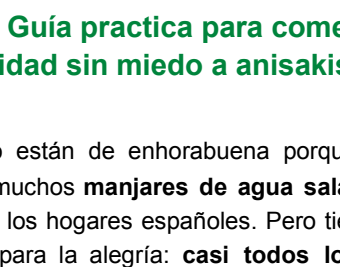 Guía practica para come
idad sin miedo a anisakis
están de enhorabuena porqu
muchos manjares de agua sala
los hogares españoles. Pero tie
para la alegría: casi todos lo